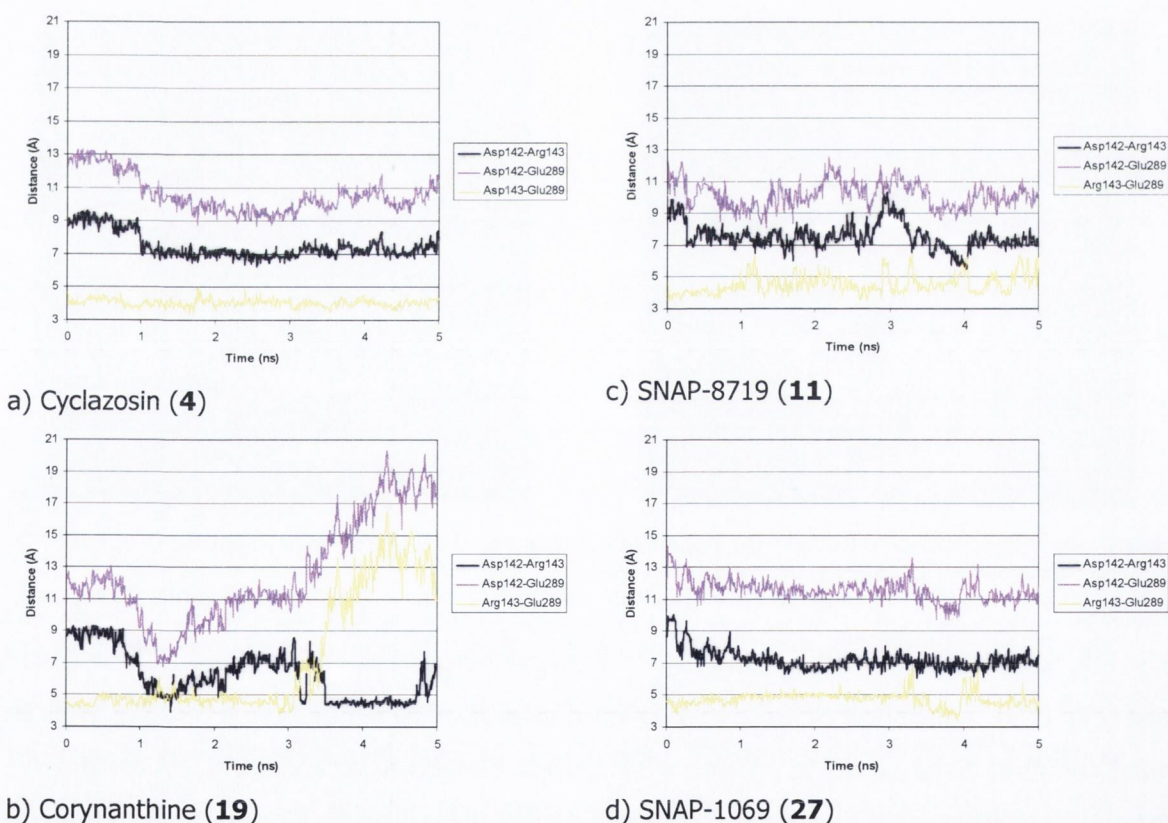 21
19
17
15
13
11
9
7
5
3
Distance (Å)
0 1 2 3 4 5
Time (ns)
Asp142-Arg143
Asp142-Glu289
Asp143-Glu289
a) Cyclazosin (4)
21
19
17
15
13
11
9
7
5
3
Distance (Å)
0 1 2 3 4 5
Time (ns)
Asp142-Arg143
Asp142-Glu289
Arg143-Glu289
c) SNAP-8719 (11)
21
19
17
15
13
11
9
7
5
3
Distance (Å)
0 1 2 3 4 5
Time (ns)
Asp142-Arg143
Asp142-Glu289
Arg143-Glu289
b) Corynanthine (19)
21
19
17
15
13
11
9
7
5
3
Distance (Å)
0 1 2 3 4 5
Time (ns)
Asp142-Arg143
Asp142-Glu289
Arg143-Glu289
d) SNAP-1069 (27)